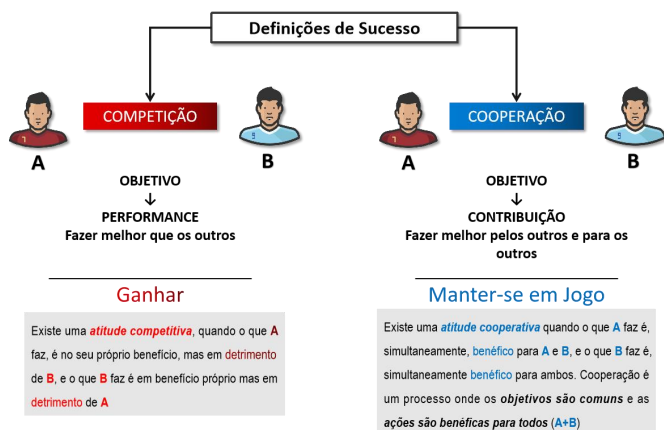 Definições de Sucesso
COMPETIÇÃO
A
B
OBJETIVO
↓
PERFORMANCE
Fazer melhor que os outros
Ganhar
Existe uma atitude competitiva, quando o que A
faz, é no seu próprio benefício, mas em detrimento
de B, e o que B faz é em benefício próprio mas em
detrimento de A
COOPERAÇÃO
A
B
OBJETIVO
↓
CONTRIBUIÇÃO
Fazer melhor pelos outros e para os
outros
Manter-se em Jogo
Existe uma atitude cooperativa quando o que A faz é,
simultaneamente, benéfico para A e B, e o que B faz é,
simultaneamente benéfico para ambos. Cooperação é
um processo onde os objetivos são comuns e as
ações são benéficas para todos (A+B)